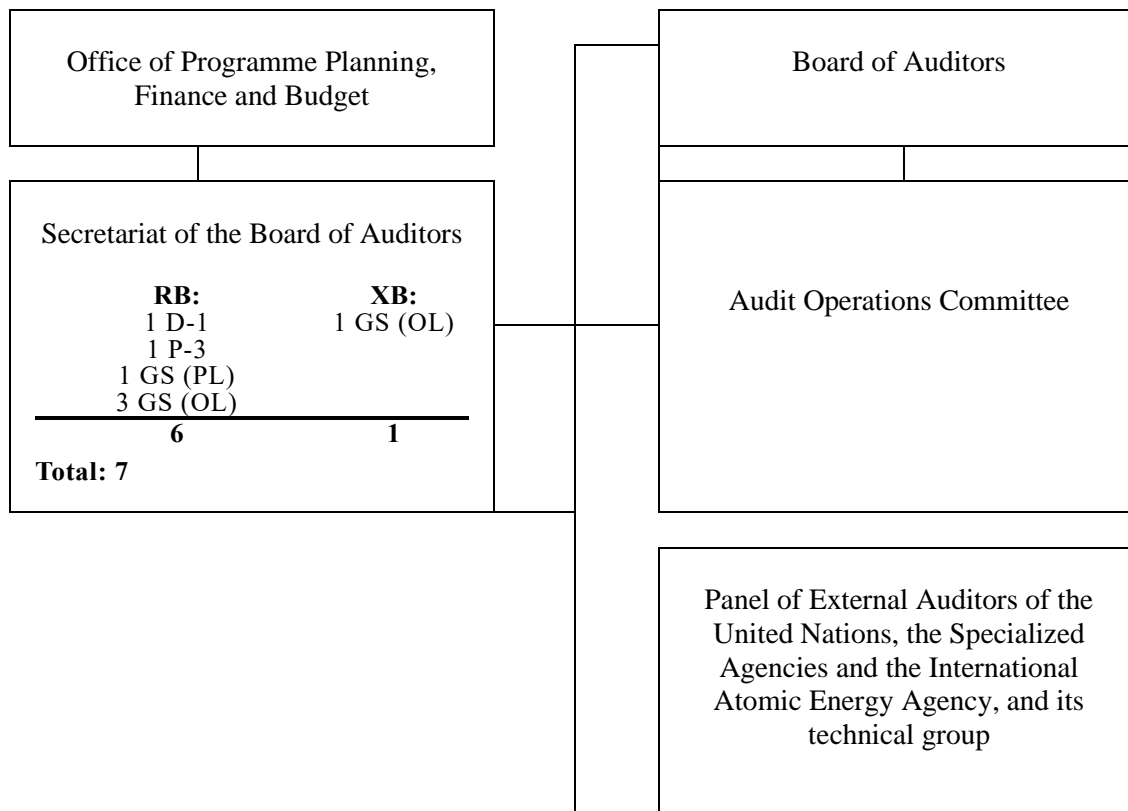 Office of Programme Planning,
Finance and Budget
Board of Auditors
Secretariat of the Board of Auditors
RB: XB:
1 D-1 1 GS (OL)
1 P-3
1 GS (PL)
3 GS (OL)
6 1
Total: 7
Audit Operations Committee
Panel of External Auditors of the
United Nations, the Specialized
Agencies and the International
Atomic Energy Agency, and its
technical group